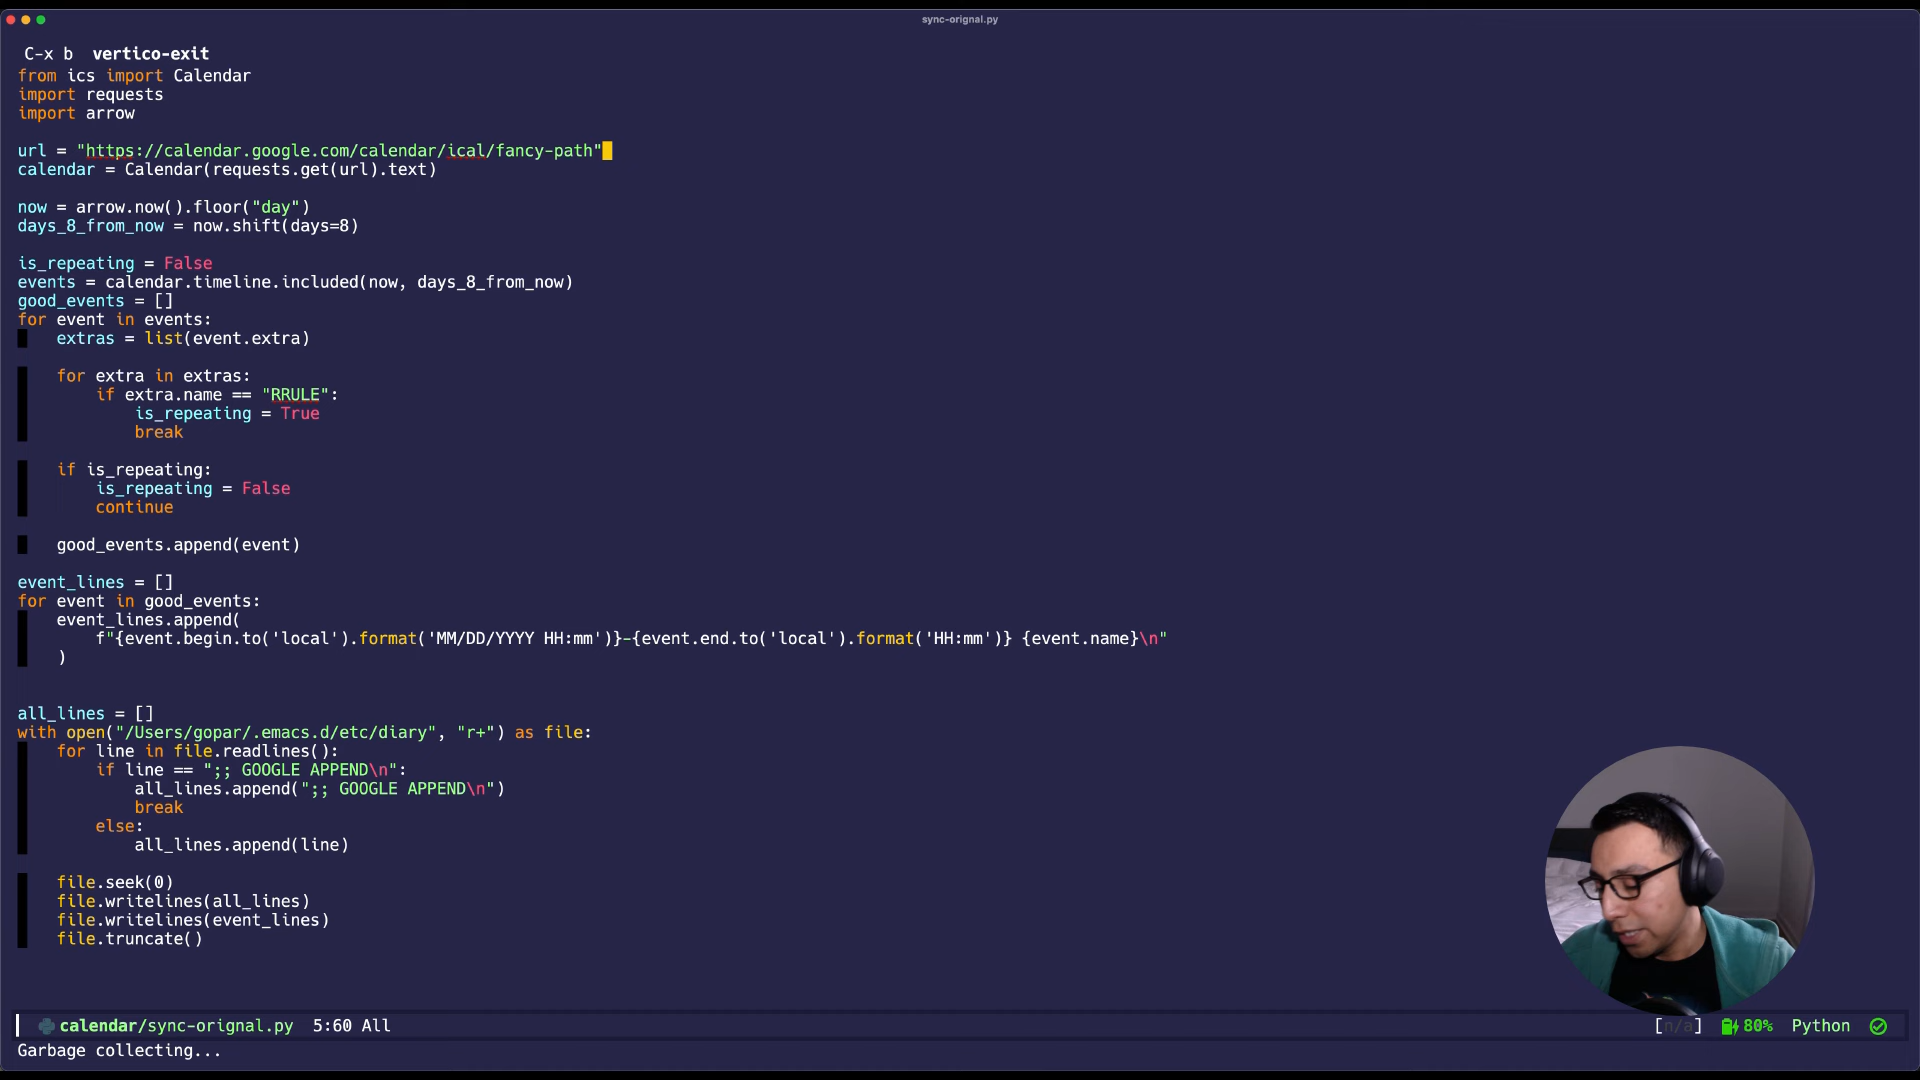 sync-orignal.py
C-x b vertico-exit
from ics import Calendar
import requests
import arrow
url = "https://calendar.google.com/calendar/ical/fancy-path"
calendar = Calendar(requests.get(url).text)
now = arrow.now().floor("day")
days_8_from_now = now.shift(days=8)
is_repeating = False
events = calendar.timeline.included(now, days_8_from_now)
good_events = []
for event in events:
    extras = list(event.extra)
    for extra in extras:
        if extra.name == "RRULE":
            is_repeating = True
            break
    if is_repeating:
        is_repeating = False
        continue
    good_events.append(event)
event_lines = []
for event in good_events:
    event_lines.append(
        f"{event.begin.to('local').format('MM/DD/YYYY HH:mm')}-{event.end.to('local').format('HH:mm')} {event.name}\n"
    )
all_lines = []
with open("/Users/gopar/.emacs.d/etc/diary", "r+") as file:
    for line in file.readlines():
        if line == ";; GOOGLE APPEND\n":
            all_lines.append(";; GOOGLE APPEND\n")
            break
        else:
            all_lines.append(line)
    file.seek(0)
    file.writelines(all_lines)
    file.writelines(event_lines)
    file.truncate()
calendar/sync-orignal.py 5:60 All [n/a] 80% Python
Garbage collecting...